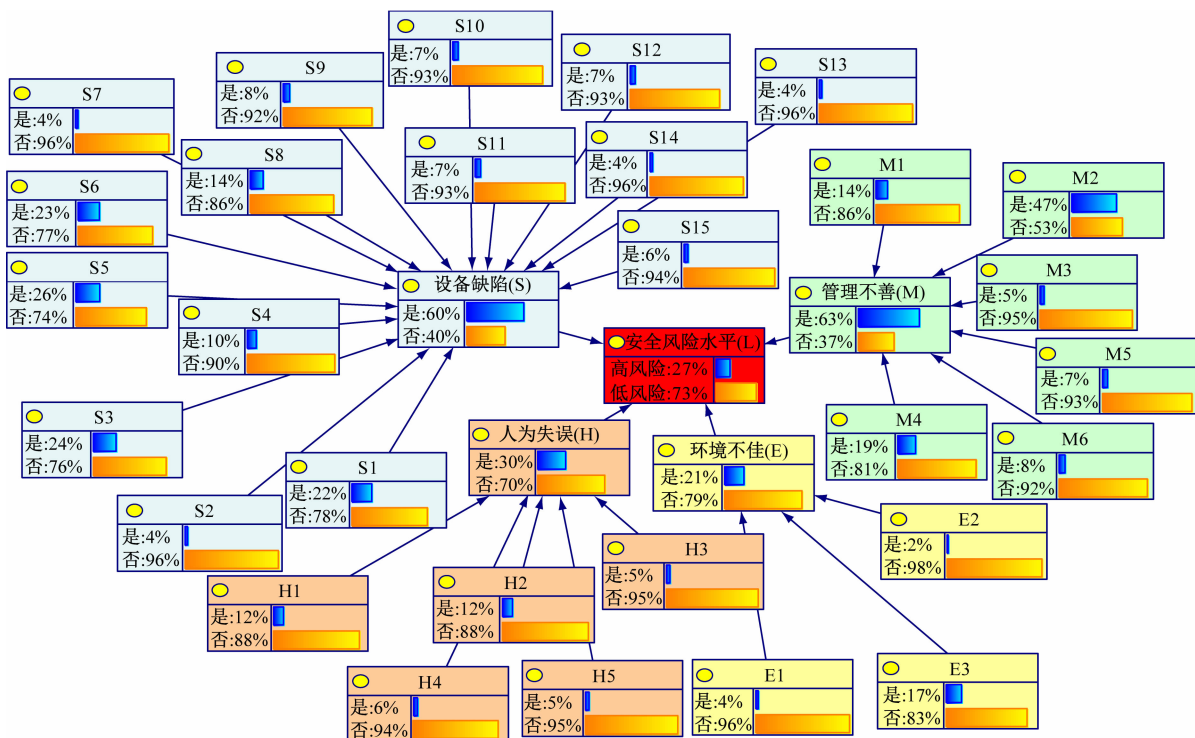 S10
是:7%
否:93%
S12
是:7%
否:93%
S9
是:8%
否:92%
S13
是:4%
否:96%
S7
是:4%
否:96%
S11
是:7%
否:93%
S14
是:4%
否:96%
S8
是:14%
否:86%
M1
是:14%
否:86%
M2
是:47%
否:53%
S6
是:23%
否:77%
S15
是:6%
否:94%
S5
是:26%
否:74%
设备缺陷(S)
是:60%
否:40%
管理不善(M)
是:63%
否:37%
M3
是:5%
否:95%
S4
是:10%
否:90%
安全风险水平(L)
高风险:27%
低风险:73%
M5
是:7%
否:93%
S3
是:24%
否:76%
人为失误(H)
是:30%
否:70%
环境不佳(E)
是:21%
否:79%
M4
是:19%
否:81%
M6
是:8%
否:92%
S1
是:22%
否:78%
S2
是:4%
否:96%
E2
是:2%
否:98%
H3
是:5%
否:95%
H1
是:12%
否:88%
H2
是:12%
否:88%
H4
是:6%
否:94%
H5
是:5%
否:95%
E1
是:4%
否:96%
E3
是:17%
否:83%